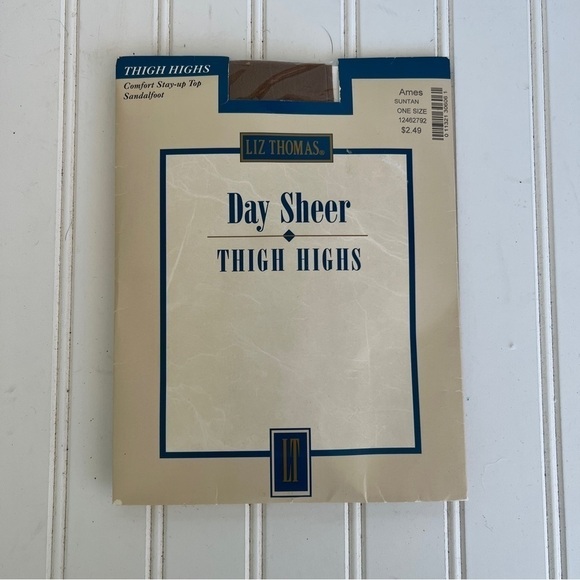 THIGH HIGHS
Comfort Stay-up Top
Sandalfoot
Ames
SUNTAN
ONE SIZE
12462792
$2.49
LIZ THOMAS®
Day Sheer
THIGH HIGHS
LT